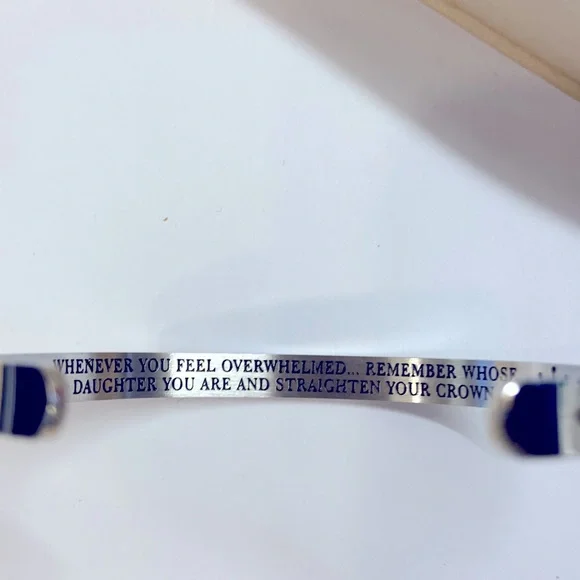 WHENEVER YOU FEEL OVERWHELMED... REMEMBER WHOSE
DAUGHTER YOU ARE AND STRAIGHTEN YOUR CROWN